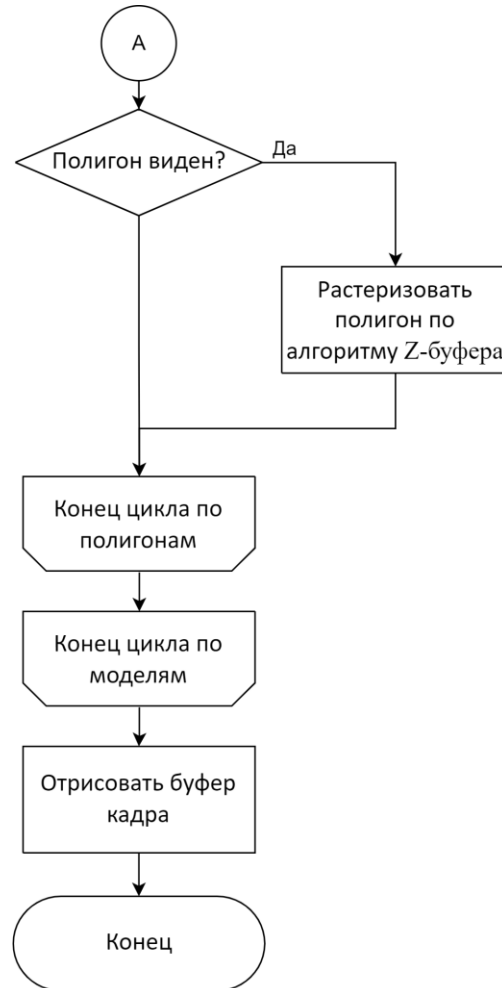 А
Полигон виден?
Да
Растеризовать
полигон по
алгоритму Z-буфера
Конец цикла по
полигонам
Конец цикла по
моделям
Отрисовать буфер
кадра
Конец